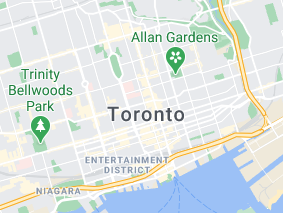 Allan Gardens
Trinity
Bellwoods
Park
Toronto
ENTERTAINMENT
DISTRICT
NIAGARA